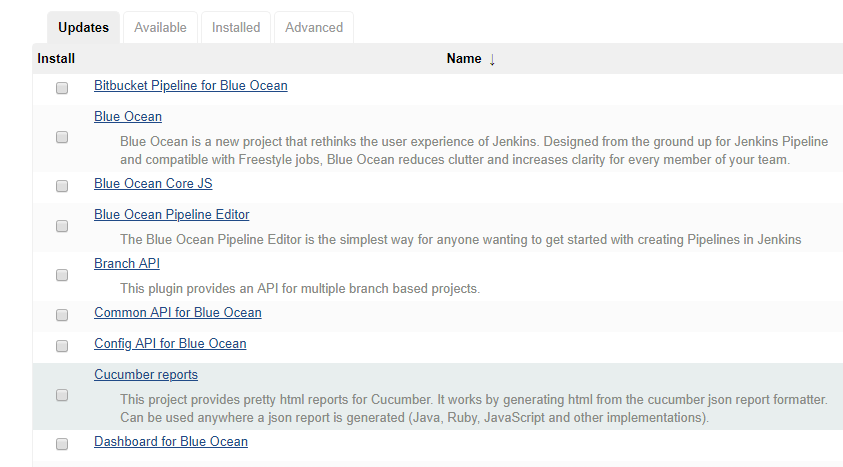 Updates Available Installed Advanced
Install Name ↓
Bitbucket Pipeline for Blue Ocean
Blue Ocean
Blue Ocean is a new project that rethinks the user experience of Jenkins. Designed from the ground up for Jenkins Pipeline
and compatible with Freestyle jobs, Blue Ocean reduces clutter and increases clarity for every member of your team.
Blue Ocean Core JS
Blue Ocean Pipeline Editor
The Blue Ocean Pipeline Editor is the simplest way for anyone wanting to get started with creating Pipelines in Jenkins
Branch API
This plugin provides an API for multiple branch based projects.
Common API for Blue Ocean
Config API for Blue Ocean
Cucumber reports
This project provides pretty html reports for Cucumber. It works by generating html from the cucumber json report formatter.
Can be used anywhere a json report is generated (Java, Ruby, JavaScript and other implementations).
Dashboard for Blue Ocean